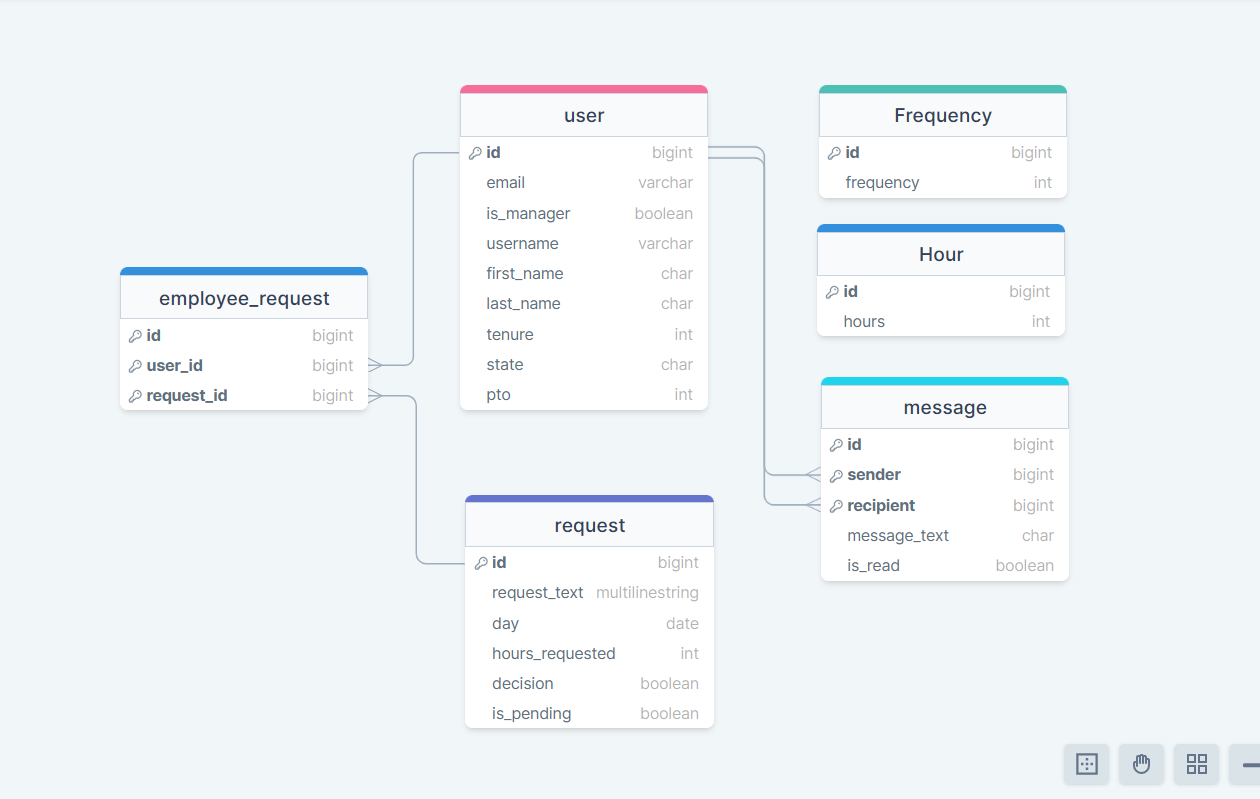 user
id bigint
email varchar
is_manager boolean
username varchar
first_name char
last_name char
tenure int
state char
pto int
Frequency
id bigint
frequency int
Hour
id bigint
hours int
employee_request
id bigint
user_id bigint
request_id bigint
message
id bigint
sender bigint
recipient bigint
message_text char
is_read boolean
request
id bigint
request_text multilinestring
day date
hours_requested int
decision boolean
is_pending boolean